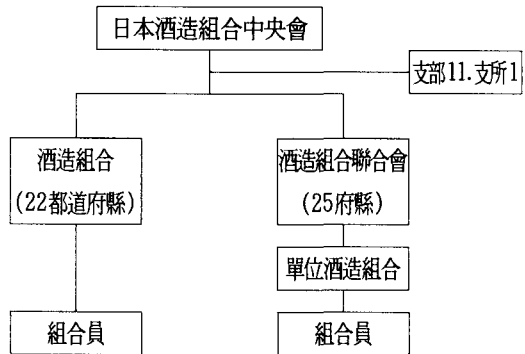 日本酒造組合中央會
支部11.支所1
酒造組合
(22都道府縣)
酒造組合聯合會
(25府縣)
單位酒造組合
組合員
組合員